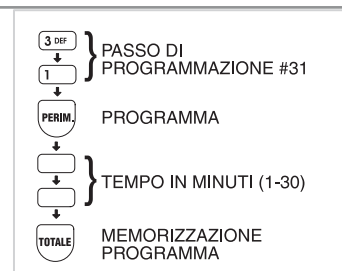 3 DEF
1
PASSO DI
PROGRAMMAZIONE #31
PERIM.
PROGRAMMA
TEMPO IN MINUTI (1-30)
TOTALE
MEMORIZZAZIONE
PROGRAMMA